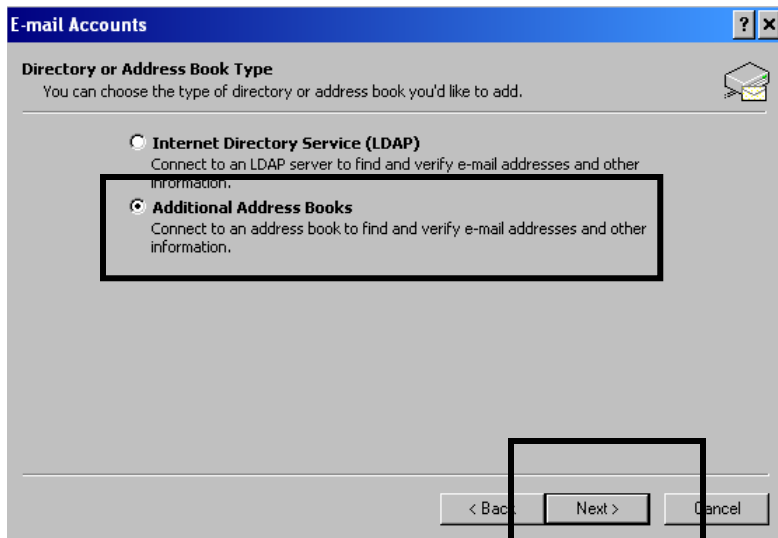 E-mail Accounts
Directory or Address Book Type
You can choose the type of directory or address book you'd like to add.
Internet Directory Service (LDAP)
Connect to an LDAP server to find and verify e-mail addresses and other
information.
Additional Address Books
Connect to an address book to find and verify e-mail addresses and other
information.
< Back Next > Cancel